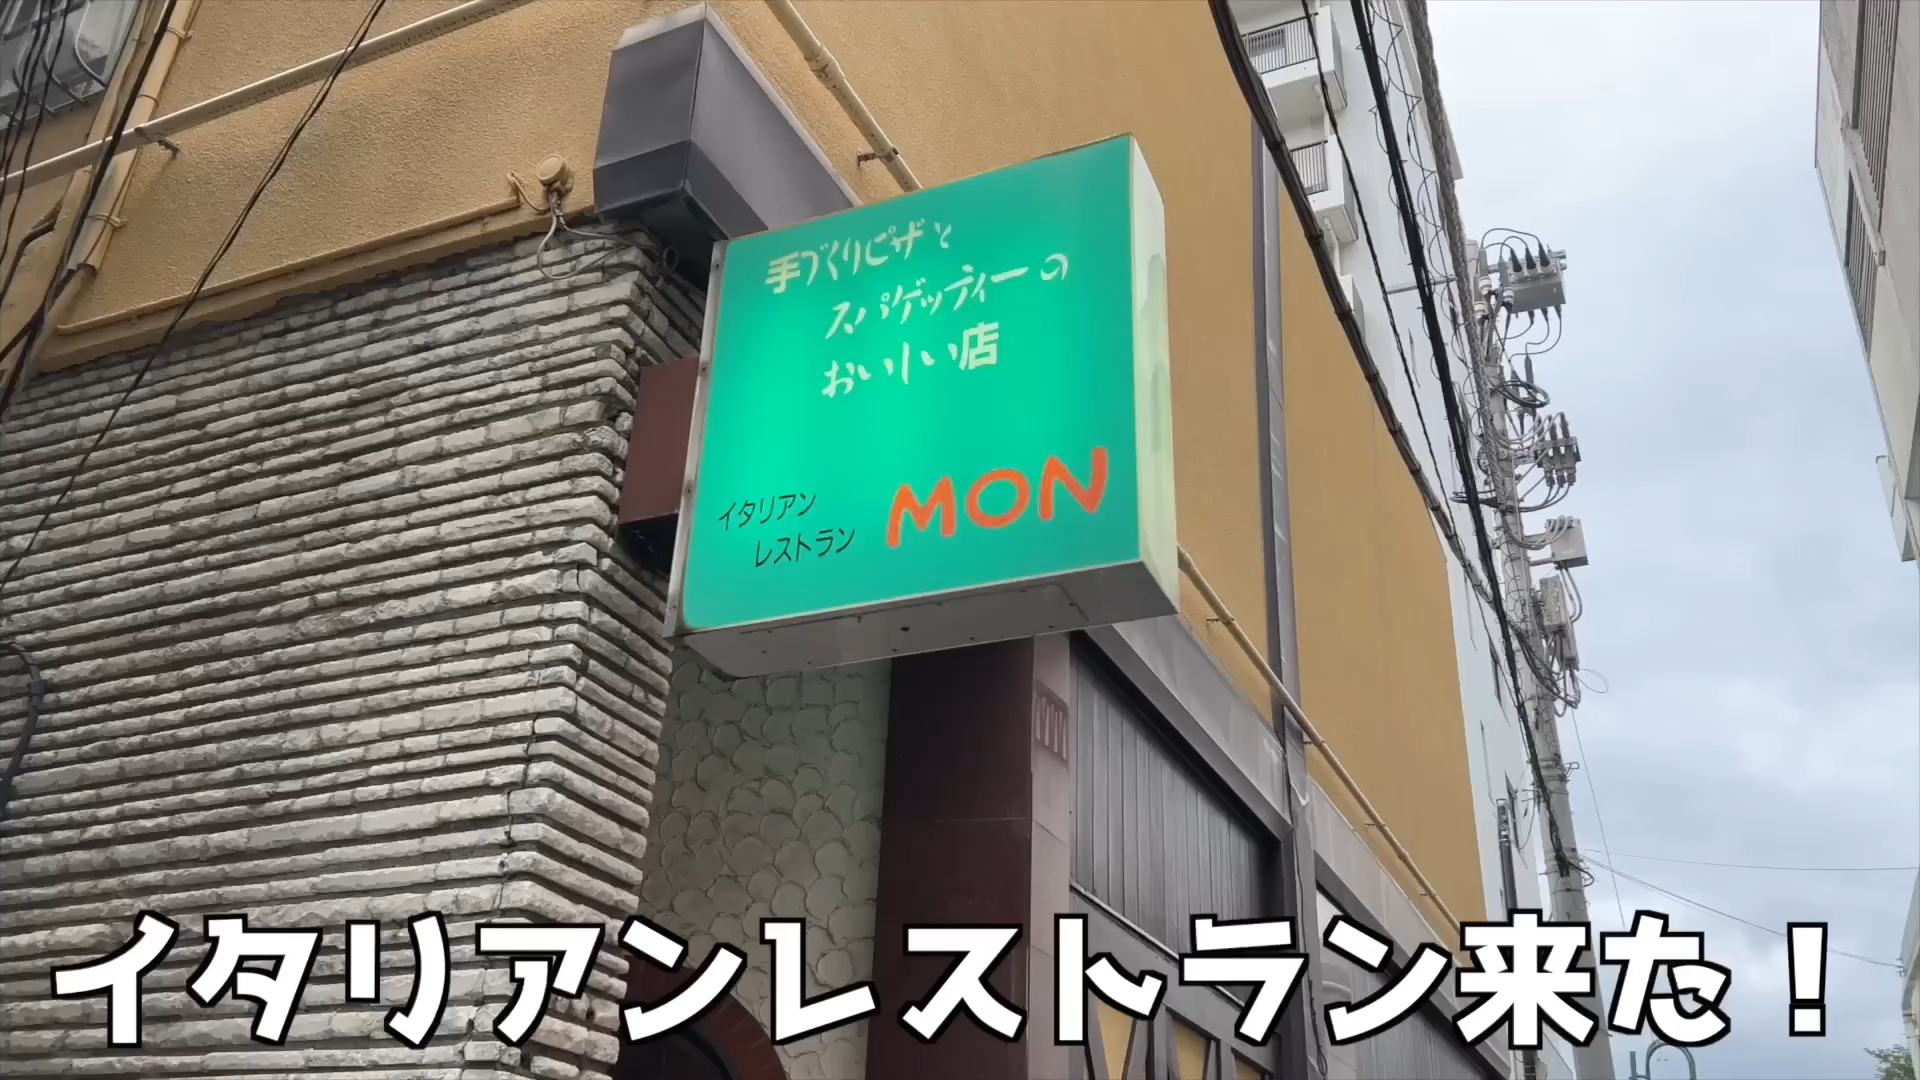 手づくりピザと
スパゲッティーの
おいしい店
イタリアン
レストラン
MON
イタリアンレストラン来た！